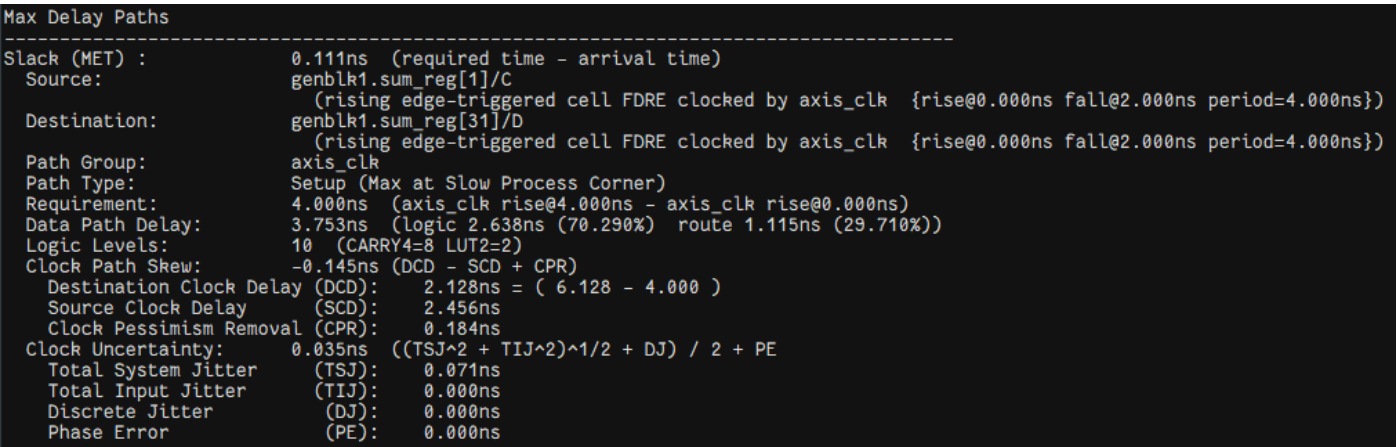 Max Delay Paths
--------------------------------------------------------------------------------------
Slack (MET) :             0.111ns  (required time - arrival time)
  Source:                 genblk1.sum_reg[1]/C
                            (rising edge-triggered cell FDRE clocked by axis_clk  {rise@0.000ns fall@2.000ns period=4.000ns})
  Destination:            genblk1.sum_reg[31]/D
                            (rising edge-triggered cell FDRE clocked by axis_clk  {rise@0.000ns fall@2.000ns period=4.000ns})
  Path Group:             axis_clk
  Path Type:              Setup (Max at Slow Process Corner)
  Requirement:            4.000ns  (axis_clk rise@4.000ns - axis_clk rise@0.000ns)
  Data Path Delay:        3.753ns  (logic 2.638ns (70.290%)  route 1.115ns (29.710%))
  Logic Levels:           10  (CARRY4=8 LUT2=2)
  Clock Path Skew:        -0.145ns (DCD - SCD + CPR)
    Destination Clock Delay (DCD):    2.128ns = ( 6.128 - 4.000 )
    Source Clock Delay      (SCD):    2.456ns
    Clock Pessimism Removal (CPR):    0.184ns
  Clock Uncertainty:      0.035ns  ((TSJ^2 + TIJ^2)^1/2 + DJ) / 2 + PE
    Total System Jitter     (TSJ):    0.071ns
    Total Input Jitter      (TIJ):    0.000ns
    Discrete Jitter          (DJ):    0.000ns
    Phase Error              (PE):    0.000ns